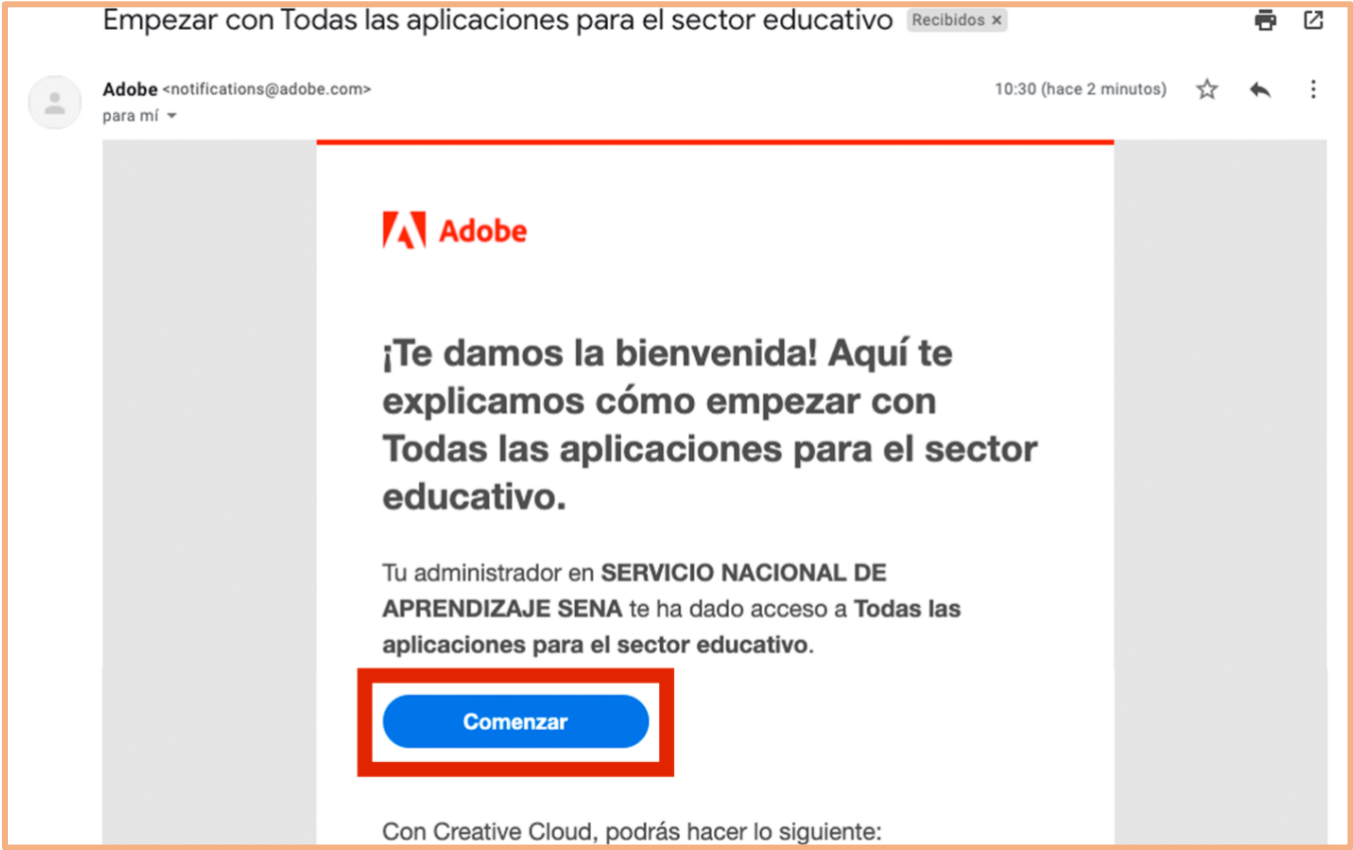 Empezar con Todas las aplicaciones para el sector educativo Recibidos ×
Adobe <notifications@adobe.com> 10:30 (hace 2 minutos)
para mí
Adobe
¡Te damos la bienvenida! Aquí te
explicamos cómo empezar con
Todas las aplicaciones para el sector
educativo.
Tu administrador en SERVICIO NACIONAL DE
APRENDIZAJE SENA te ha dado acceso a Todas las
aplicaciones para el sector educativo.
Comenzar
Con Creative Cloud, podrás hacer lo siguiente: